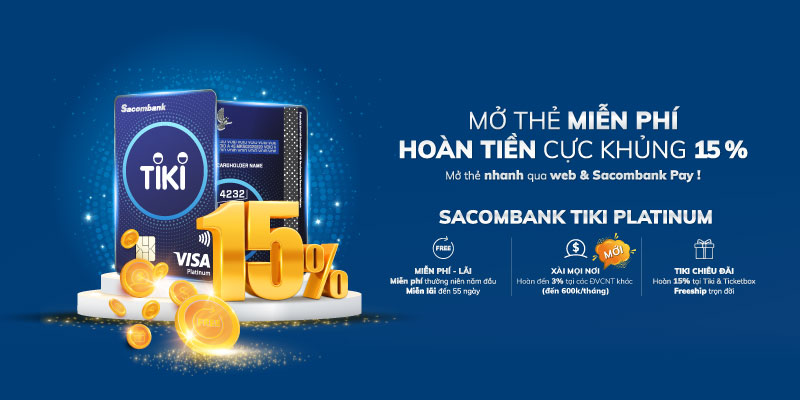 Sacombank
TIKI
VISA
Platinum
CARDHOLDER NAME
4232
15%
FREE
MỞ THẺ MIỄN PHÍ
HOÀN TIỀN CỰC KHỦNG 15%
Mở thẻ nhanh qua web & Sacombank Pay !
SACOMBANK TIKI PLATINUM
FREE
MIỄN PHÍ - LÃI
Miễn phí thường niên năm đầu
Miễn lãi đến 55 ngày
$
MỚI
XÀI MỌI NƠI
Hoàn đến 3% tại các ĐVCNT khác
(đến 600k/tháng)
TIKI CHIÊU ĐÃI
Hoàn 15% tại Tiki & Ticketbox
Freeship trọn đời